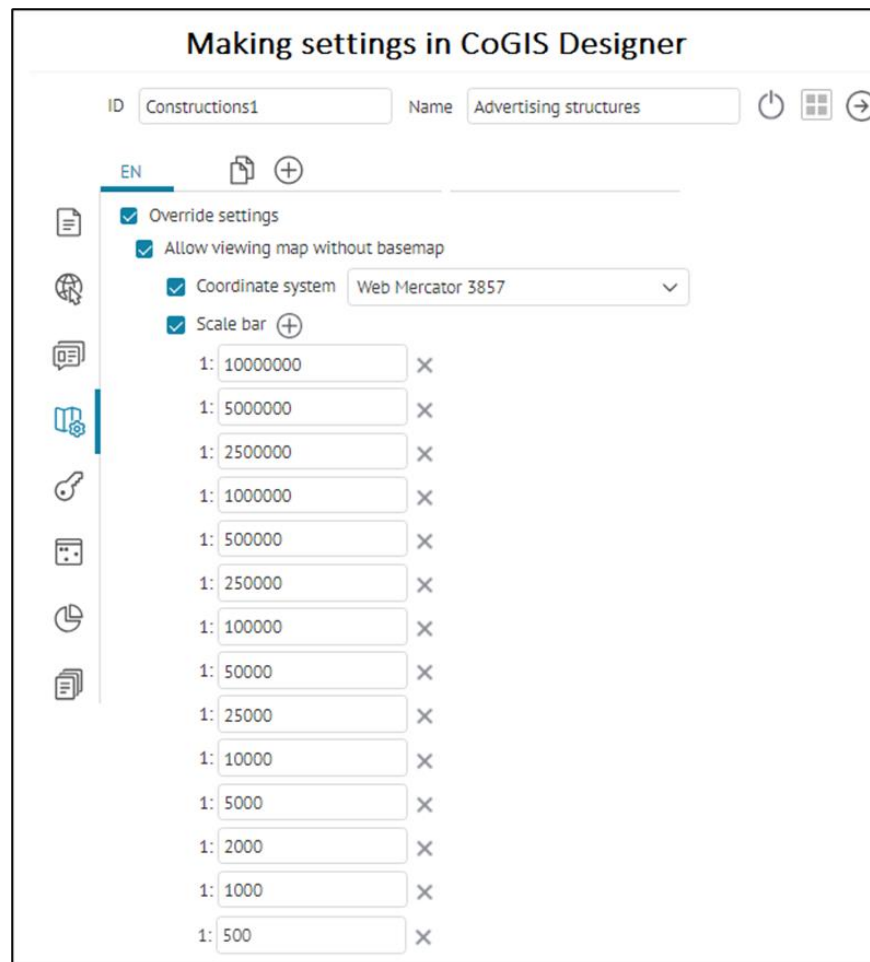 Making settings in CoGIS Designer
ID Constructions1 Name Advertising structures
EN
Override settings
Allow viewing map without basemap
Coordinate system Web Mercator 3857
Scale bar
1: 10000000
1: 5000000
1: 2500000
1: 1000000
1: 500000
1: 250000
1: 100000
1: 50000
1: 25000
1: 10000
1: 5000
1: 2000
1: 1000
1: 500